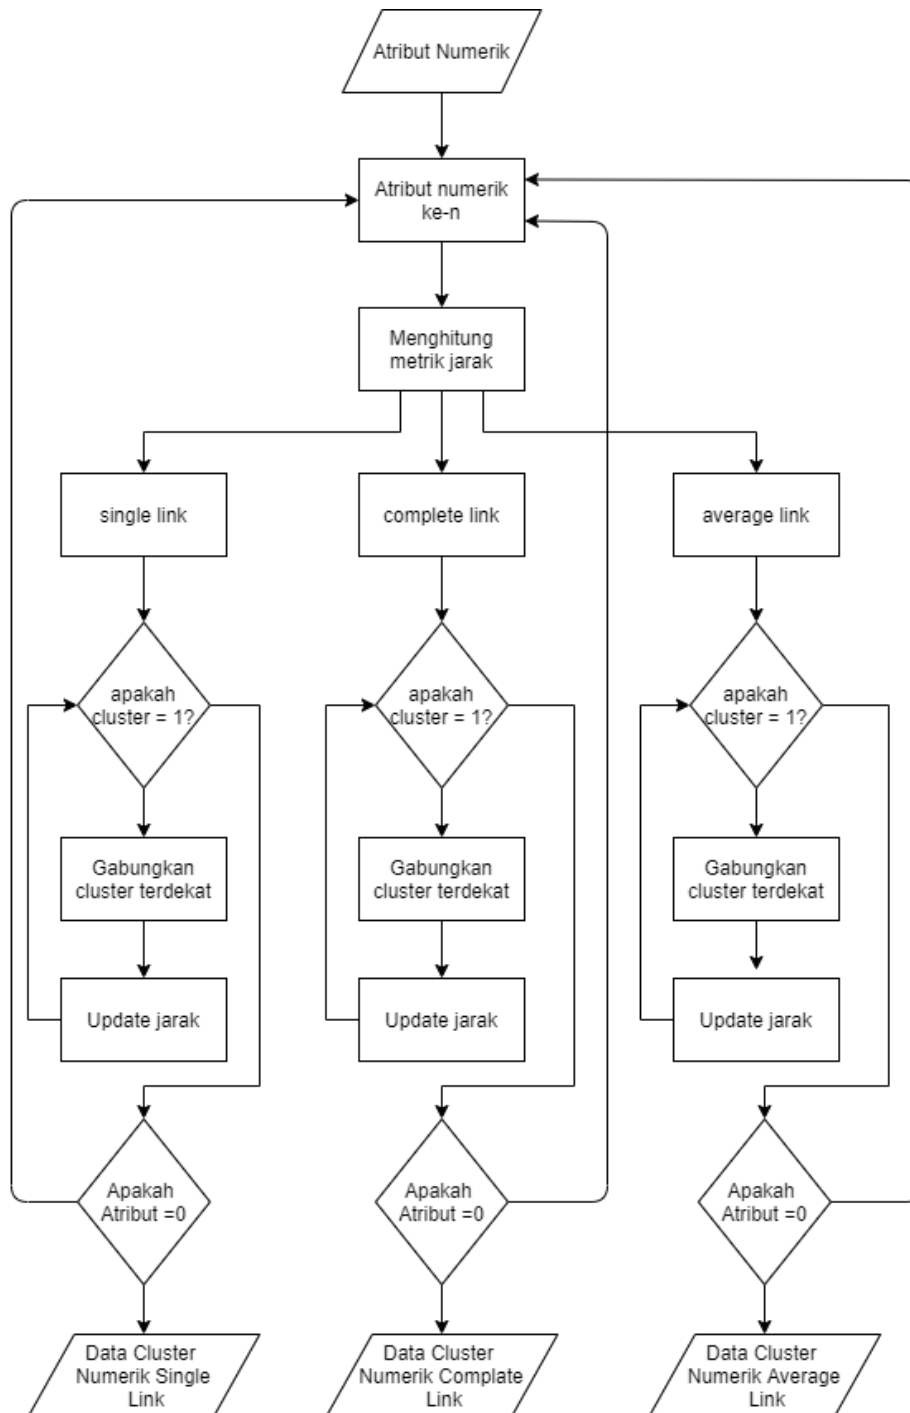 Atribut Numerik
Atribut numerik
ke-n
Menghitung
metrik jarak
single link
complete link
average link
apakah
cluster = 1?
apakah
cluster = 1?
apakah
cluster = 1?
Gabungkan
cluster terdekat
Gabungkan
cluster terdekat
Gabungkan
cluster terdekat
Update jarak
Update jarak
Update jarak
Apakah
Atribut =0
Apakah
Atribut =0
Apakah
Atribut =0
Data Cluster
Numerik Single
Link
Data Cluster
Numerik Complate
Link
Data Cluster
Numerik Average
Link